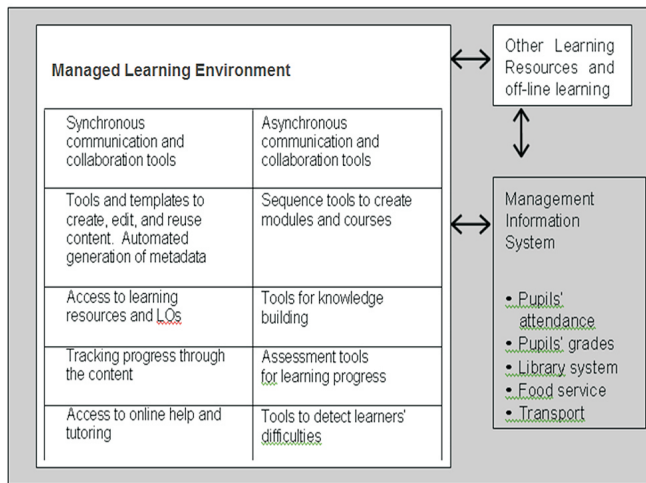 Managed Learning Environment
Synchronous
communication and
collaboration tools
Asynchronous
communication and
collaboration tools
Tools and templates to
create, edit, and reuse
content.  Automated
generation of metadata
Sequence tools to create
modules and courses
Access to learning
resources and LOs
Tools for knowledge
building
Tracking progress through
the content
Assessment tools
for learning progress
Access to online help and
tutoring
Tools to detect learners'
difficulties
Other Learning
Resources and
off-line learning
Management
Information
System
• Pupils'
attendance
• Pupils' grades
• Library system
• Food service
• Transport